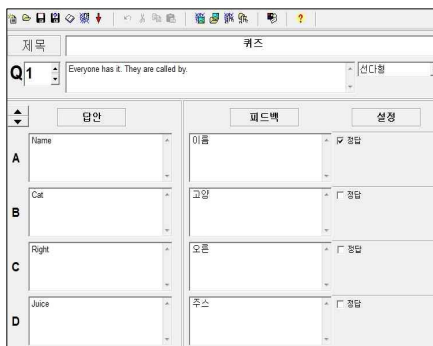 제목 퀴즈
Q 1 Everyone has it. They are called by. 선다형
답안 피드백 설정
A Name 이름 정답
B Cat 고양 정답
C Right 오른 정답
D Juice 주스 정답